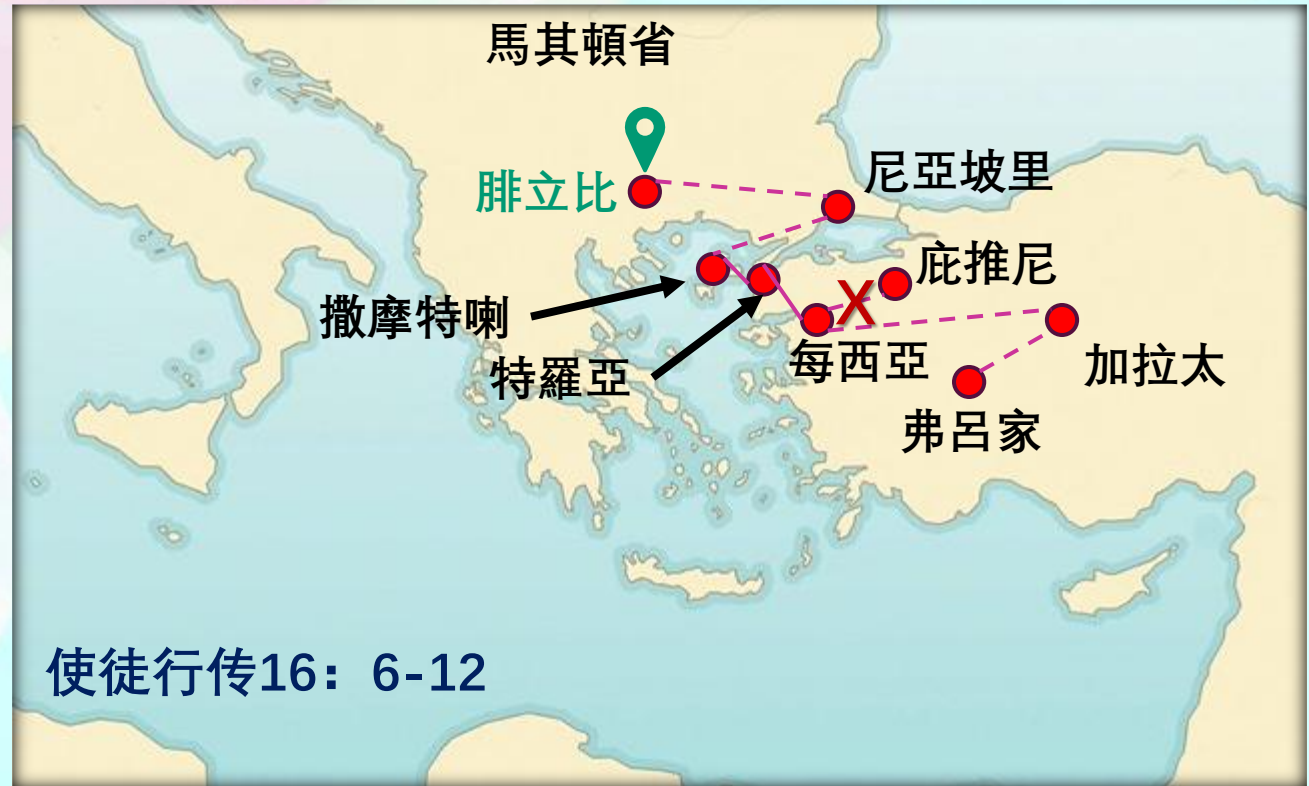 馬其頓省
腓立比
尼亞坡里
庇推尼
X
撒摩特喇
特羅亞
每西亞
加拉太
弗呂家
使徒行传16：6-12